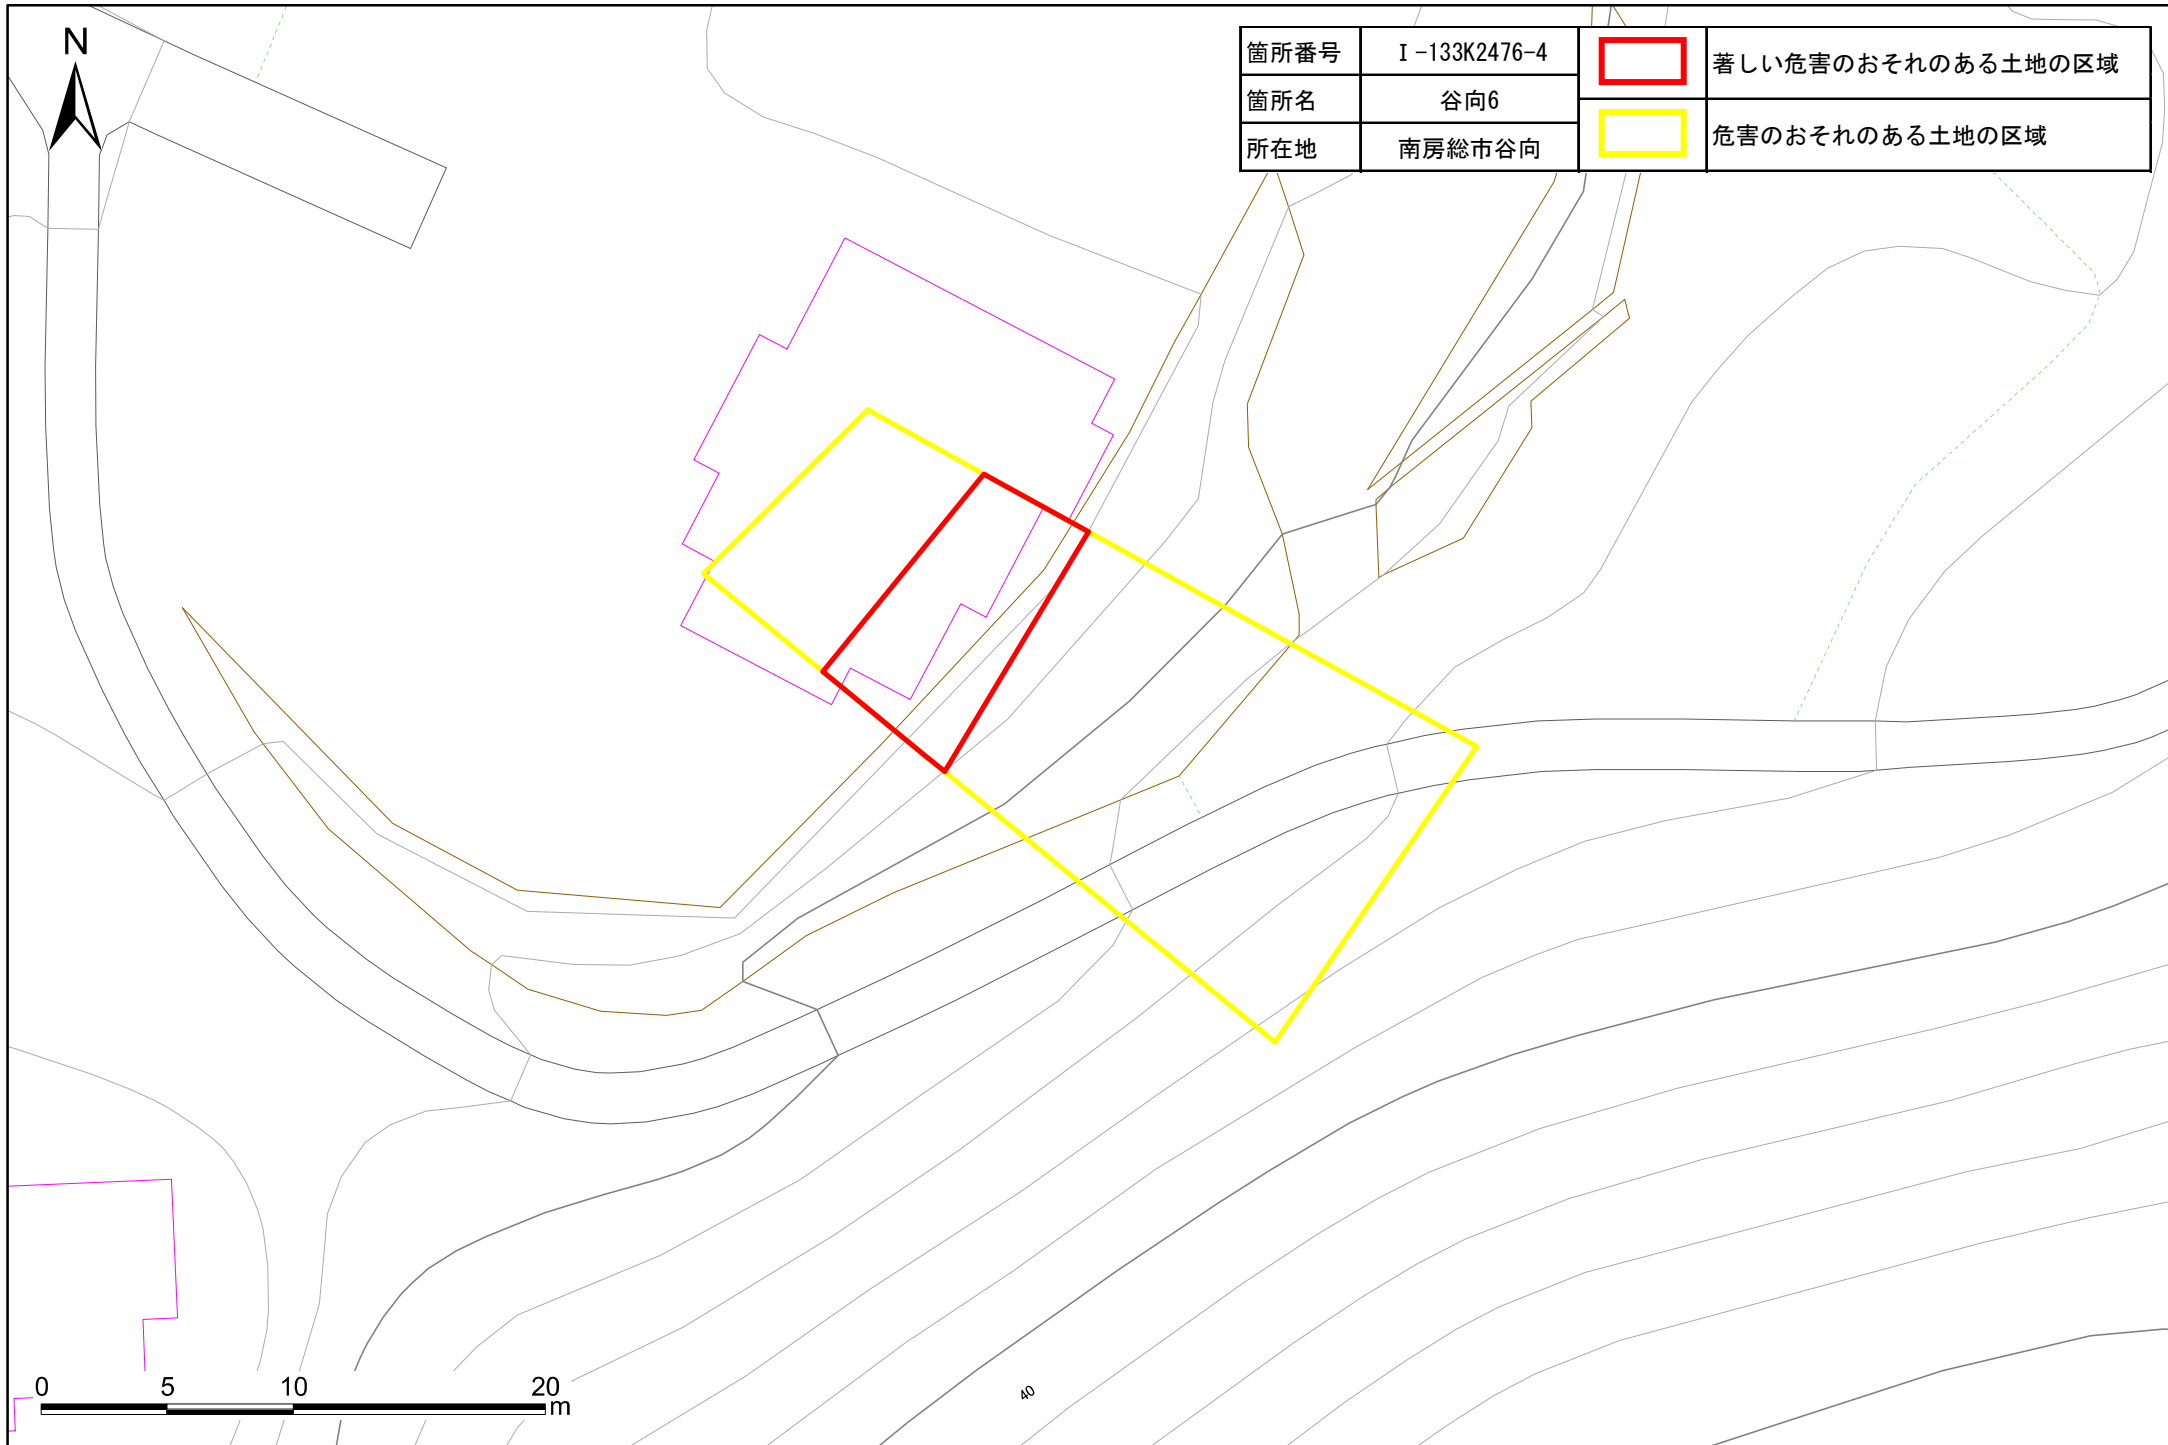 N
箇所番号 Ⅰ-133K2476-4
箇所名 谷向6
所在地 南房総市谷向
著しい危害のおそれのある土地の区域
危害のおそれのある土地の区域
40
0 5 10 20
m